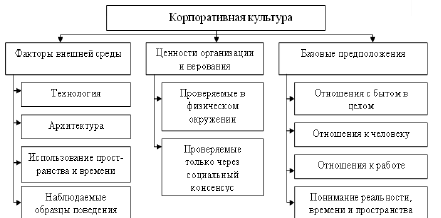 Корпоративная культура
Факторы внешней среды
Технология
Архитектура
Использование прост-
ранства и времени
Наблюдаемые
образцы поведения
Ценности организации
и верования
Проверяемые в
физическом
окружении
Проверяемые
только через
социальный
консенсус
Базовые предположения
Отношения с бытом в
целом
Отношения к человеку
Отношения к работе
Понимание реальности,
времени и пространства